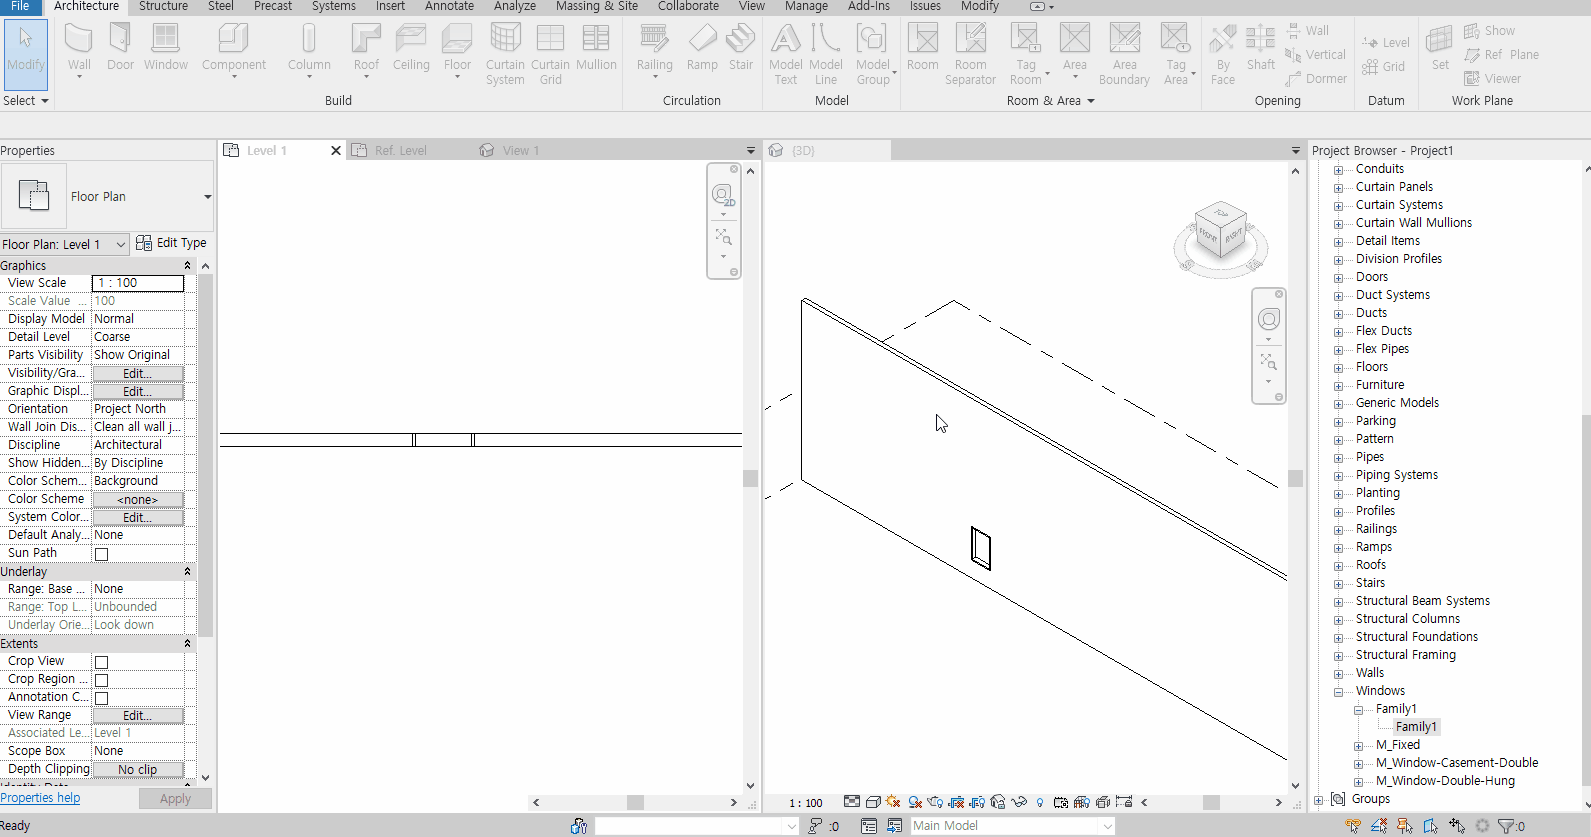 File Architecture Structure Steel Precast Systems Insert Annotate Analyze Massing & Site Collaborate View Manage Add-Ins Issues Modify
Modify Wall Door Window Component Column Roof Ceiling Floor Curtain System Curtain Grid Mullion Railing Ramp Stair Model Text Model Line Model Group Room Room Separator Tag Room Area Area Boundary Tag Area By Face Shaft Wall Vertical Dormer Level Grid Set Show Ref Plane Viewer
Select Build Circulation Model Room & Area Opening Datum Work Plane
Properties
Floor Plan
Floor Plan: Level 1 Edit Type
Graphics
View Scale 1 : 100
Scale Value ... 100
Display Model Normal
Detail Level Coarse
Parts Visibility Show Original
Visibility/Gra... Edit...
Graphic Displ... Edit...
Orientation Project North
Wall Join Dis... Clean all wall j...
Discipline Architectural
Show Hidden... By Discipline
Color Schem... Background
Color Scheme <none>
System Color... Edit...
Default Analy... None
Sun Path
Underlay
Range: Base ... None
Range: Top L... Unbounded
Underlay Orie... Look down
Extents
Crop View
Crop Region ...
Annotation C...
View Range Edit...
Associated Le... Level 1
Scope Box None
Depth Clipping No clip
Identity Data
Properties help Apply
Level 1 Ref. Level View 1
2D
{3D}
TOP
FRONT RIGHT
1 : 100
Project Browser - Project1
Conduits
Curtain Panels
Curtain Systems
Curtain Wall Mullions
Detail Items
Division Profiles
Doors
Duct Systems
Ducts
Flex Ducts
Flex Pipes
Floors
Furniture
Generic Models
Parking
Pattern
Pipes
Piping Systems
Planting
Profiles
Railings
Ramps
Roofs
Stairs
Structural Beam Systems
Structural Columns
Structural Foundations
Structural Framing
Walls
Windows
Family1
Family1
M_Fixed
M_Window-Casement-Double
M_Window-Double-Hung
Groups
Ready :0 Main Model :0